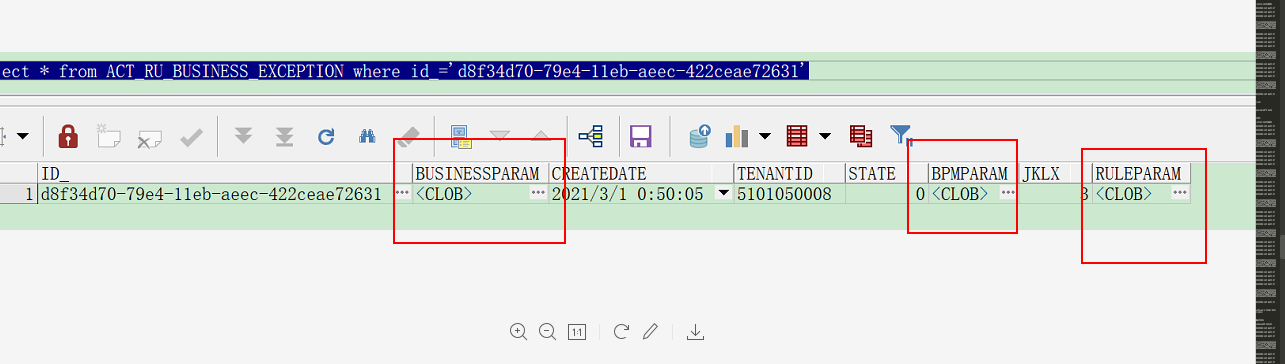 ect * from ACT_RU_BUSINESS_EXCEPTION where id_='d8f34d70-79e4-11eb-aeec-422ceae72631'
ID_ BUSINESSPARAM CREATEDATE TENANTID STATE BPMPARAM JKLX RULEPARAM
1 d8f34d70-79e4-11eb-aeec-422ceae72631 ... <CLOB> ... 2021/3/1 0:50:05 5101050008 0 <CLOB> ... 3 <CLOB> ...
1:1